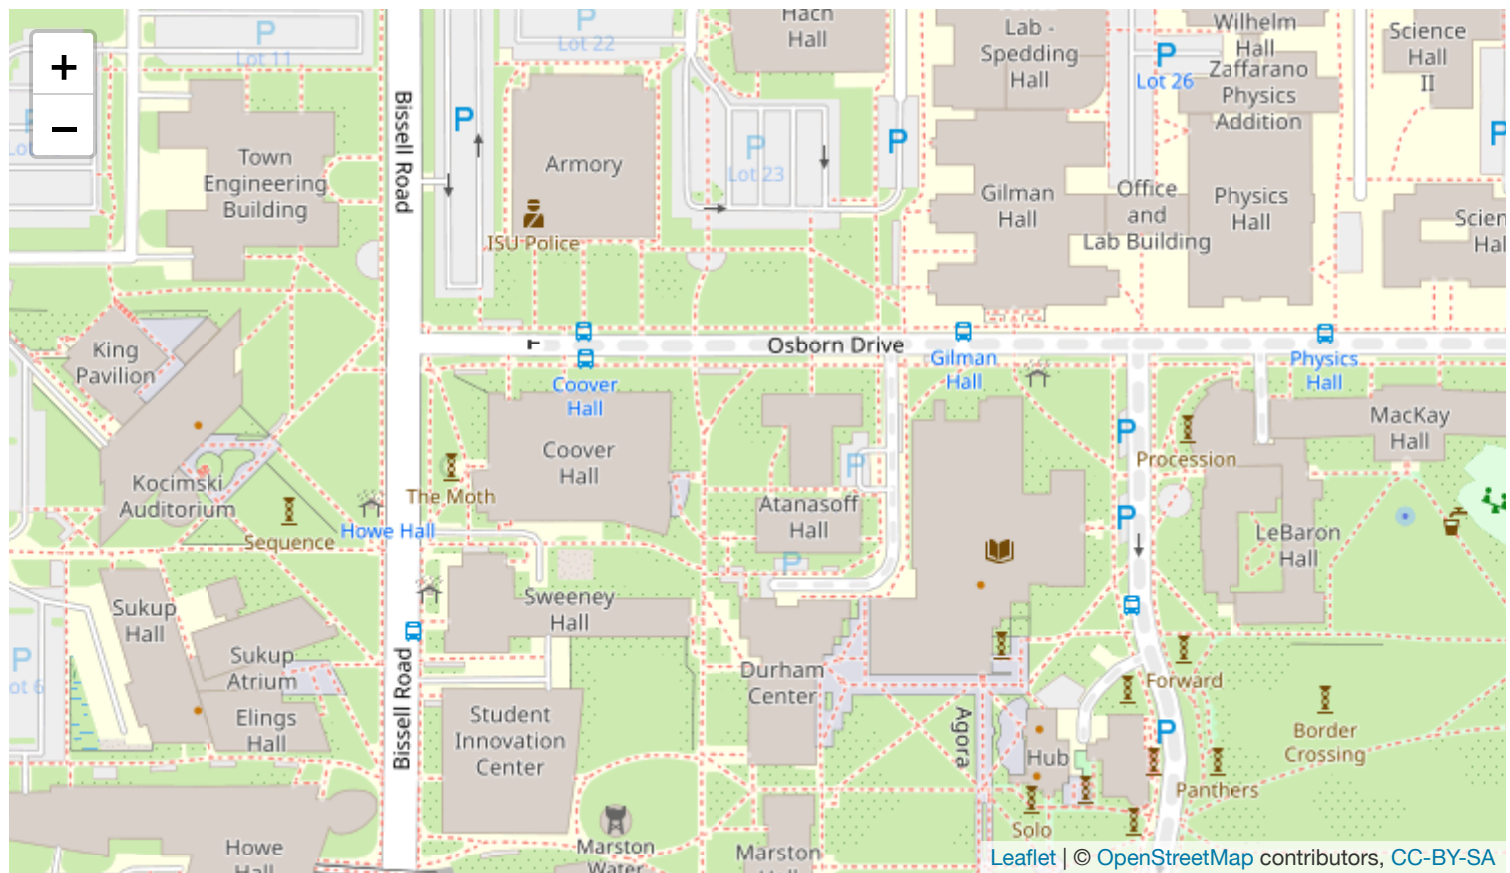 +
−
P
Lot 11
P
Lot 22
Hach
Hall
Lab -
Spedding
Hall
P
Lot 26
Wilhelm
Hall
Zaffarano
Physics
Addition
Science
Hall
II
P
Bissell Road
P
Armory
ISU Police
P
Lot 23
P
Town
Engineering
Building
Gilman
Hall
Office
and
Lab Building
Physics
Hall
Osborn Drive
Coover
Hall
Gilman
Hall
Physics
Hall
King
Pavilion
Kocimski
Auditorium
Sequence
The Moth
Howe Hall
Coover
Hall
P
Atanasoff
Hall
P
P
P
Procession
MacKay
Hall
LeBaron
Hall
Sukup
Hall
Sukup
Atrium
Elings
Hall
P
ot 6
Sweeney
Hall
Bissell Road
Student
Innovation
Center
Durham
Center
Agora
Hub
Forward
P
Border
Crossing
Panthers
Solo
Howe
Marston
Water
Marston
Leaflet | © OpenStreetMap contributors, CC-BY-SA